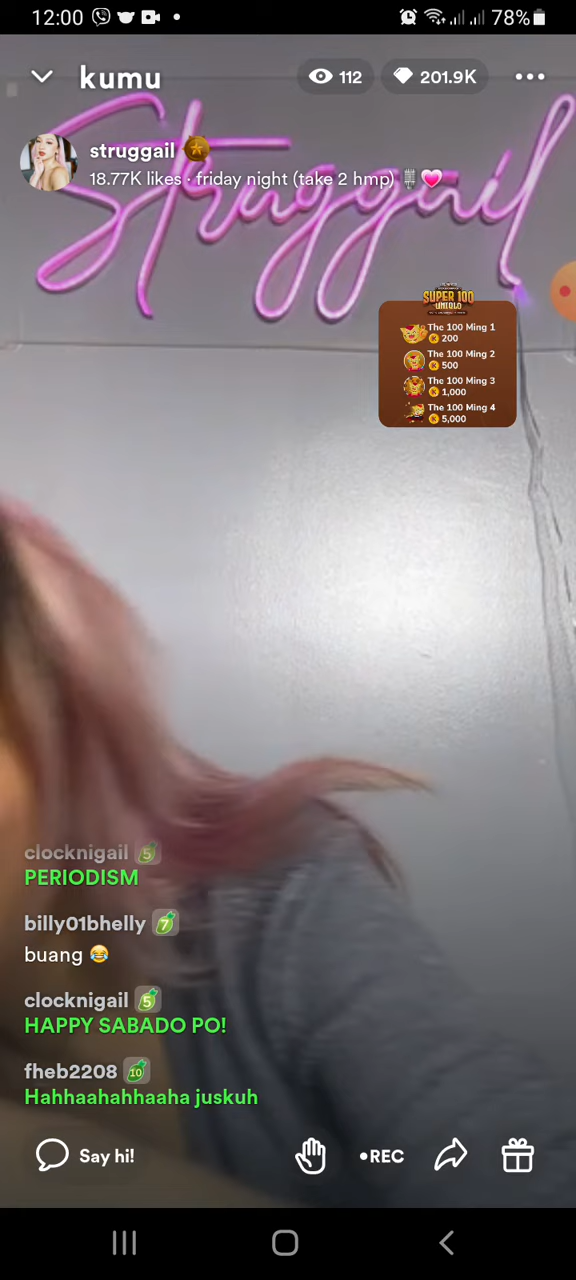 12:00
78%
kumu
112
201.9K
struggail
18.77K likes · friday night (take 2 hmp) 🎙️💗
Struggail
SUPER 100
UNTOLD
The 100 Ming 1
200
The 100 Ming 2
500
The 100 Ming 3
1,000
The 100 Ming 4
5,000
clocknigail 5
PERIODISM
billy01bhelly 7
buang 😂
clocknigail 5
HAPPY SABADO PO!
fheb2208 10
Hahhaahahhaaha juskuh
Say hi!
•REC